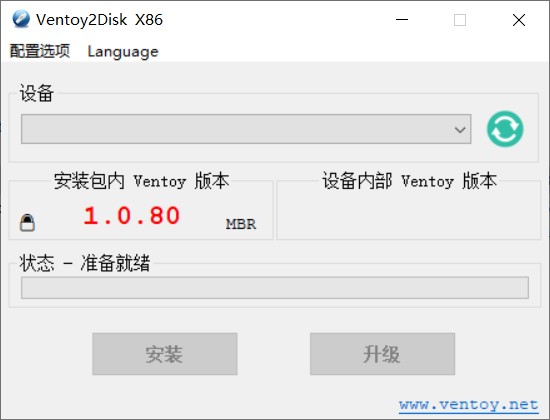 Ventoy2Disk X86
配置选项 Language
设备
安装包内 Ventoy 版本 设备内部 Ventoy 版本
1.0.80 MBR
状态 - 准备就绪
安装 升级
www.ventoy.net